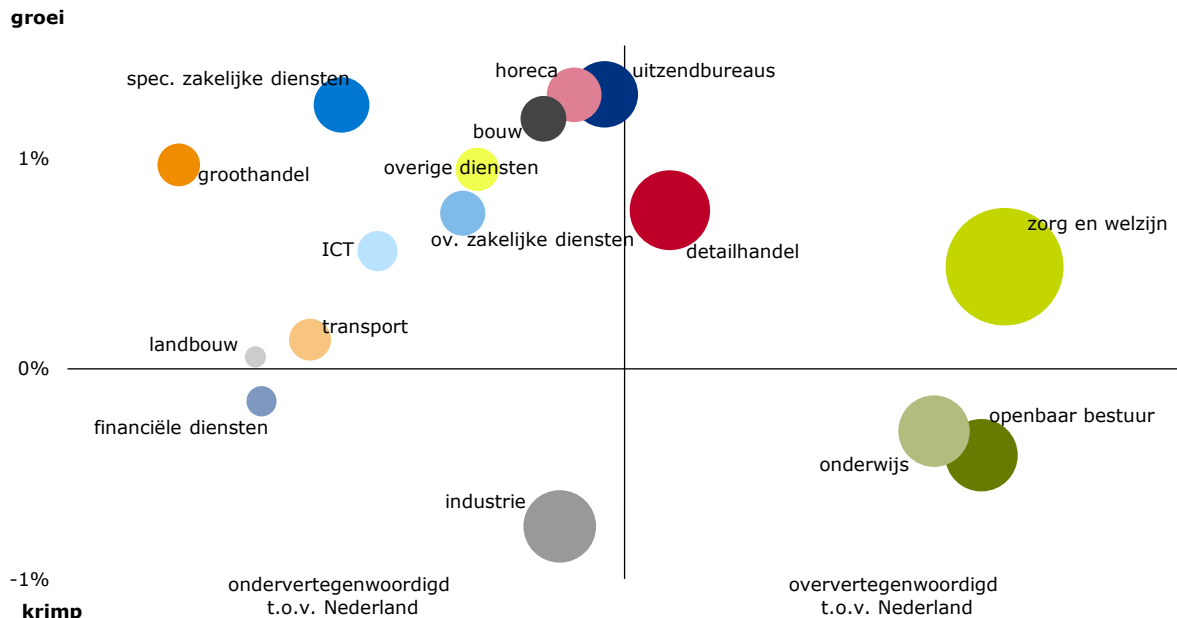 groei
spec. zakelijke diensten
horeca
uitzendbureaus
bouw
1%
groothandel
overige diensten
ov. zakelijke diensten
ICT
detailhandel
zorg en welzijn
transport
landbouw
0%
financiële diensten
openbaar bestuur
onderwijs
industrie
-1%
ondervertegenwoordigd
t.o.v. Nederland
oververtegenwoordigd
t.o.v. Nederland
krimp